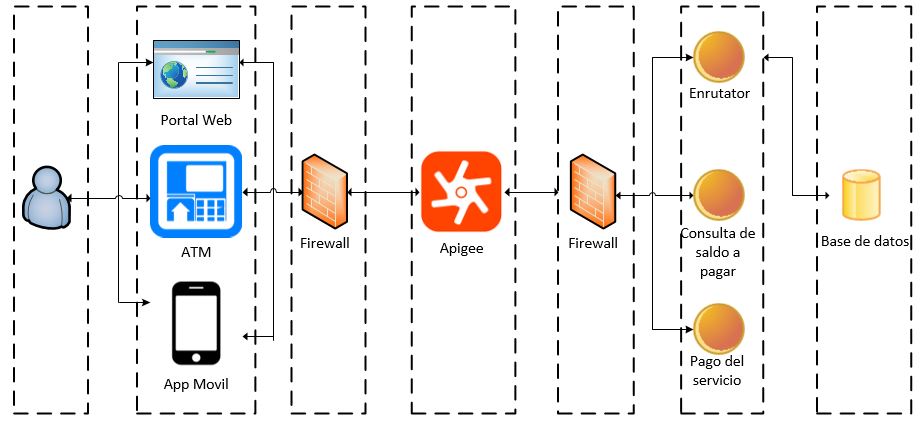 Portal Web
ATM
App Movil
Firewall
Apigee
Firewall
Enrutator
Consulta de
saldo a
pagar
Pago del
servicio
Base de datos